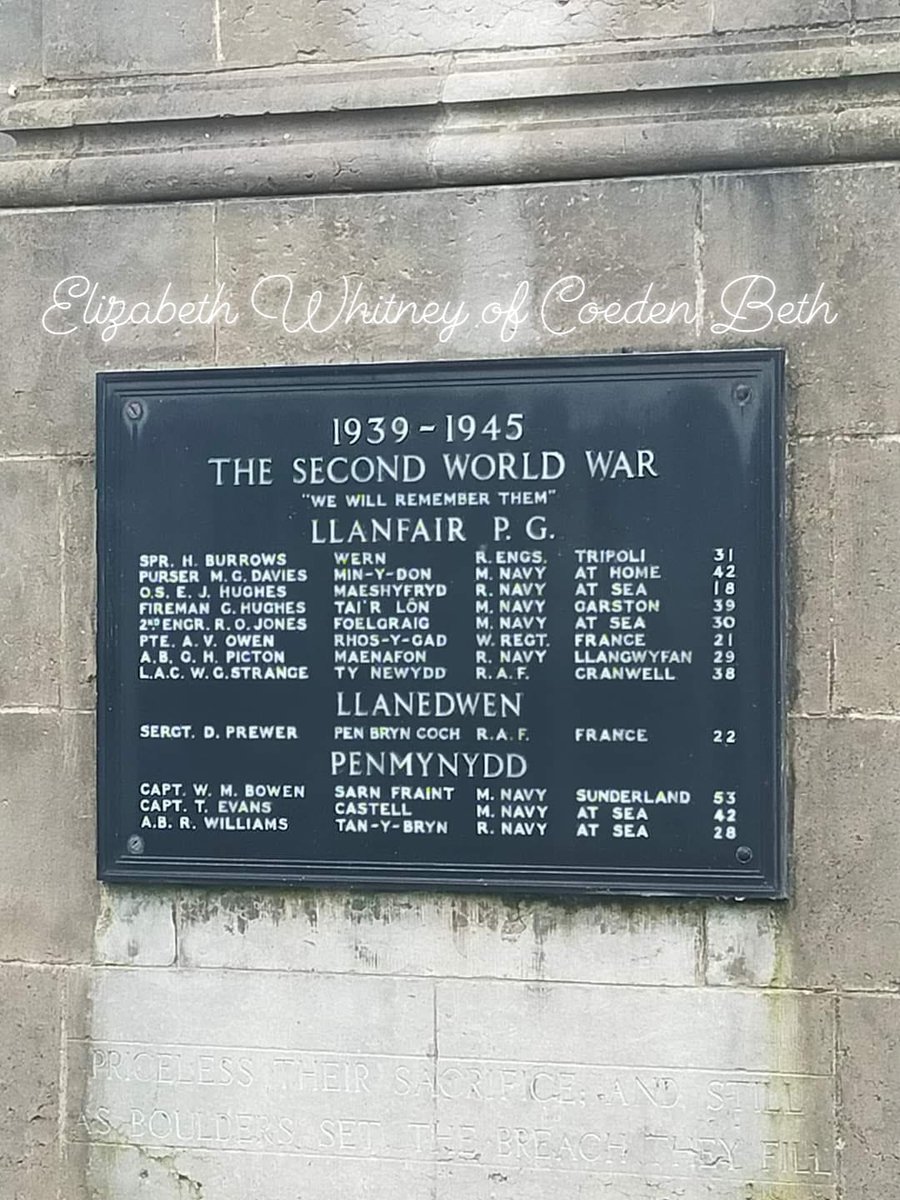 Elizabeth Whitney of Coeden Beth
1939-1945
THE SECOND WORLD WAR
"WE WILL REMEMBER THEM"
LLANFAIR P. G.
SPR. H. BURROWS WERN R. ENGS. TRIPOLI 31
PURSER M. G. DAVIES MIN-Y-DON M. NAVY AT HOME 42
O.S. E. J. HUGHES MAESHYFRYD R. NAVY AT SEA 18
FIREMAN G. HUGHES TAI'R LÔN M. NAVY GARSTON 39
2ND ENGR. R. O. JONES FOELGRAIG M. NAVY AT SEA 30
PTE. A. V. OWEN RHOS-Y-GAD W. REGT. FRANCE 21
A.B. G. H. PICTON MAENAFON R. NAVY LLANGWYFAN 29
L.A.C. W. G. STRANGE TY NEWYDD R.A.F. CRANWELL 38
LLANEDWEN
SERGT. D. PREWER PEN BRYN COCH R.A.F. FRANCE 22
PENMYNYDD
CAPT. W. M. BOWEN SARN FRAINT M. NAVY SUNDERLAND 53
CAPT. T. EVANS CASTELL M. NAVY AT SEA 42
A.B. R. WILLIAMS TAN-Y-BRYN R. NAVY AT SEA 28
PRICELESS THEIR SACRIFICE, AND STILL
AS BOULDERS SET THE BREACH THEY FILL